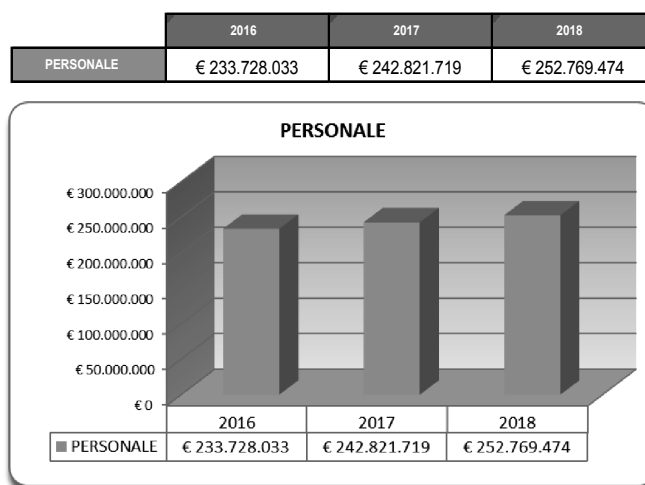 2016 2017 2018
PERSONALE € 233.728.033 € 242.821.719 € 252.769.474
PERSONALE
€ 300.000.000
€ 250.000.000
€ 200.000.000
€ 150.000.000
€ 100.000.000
€ 50.000.000
€ 0
2016 2017 2018
PERSONALE € 233.728.033 € 242.821.719 € 252.769.474